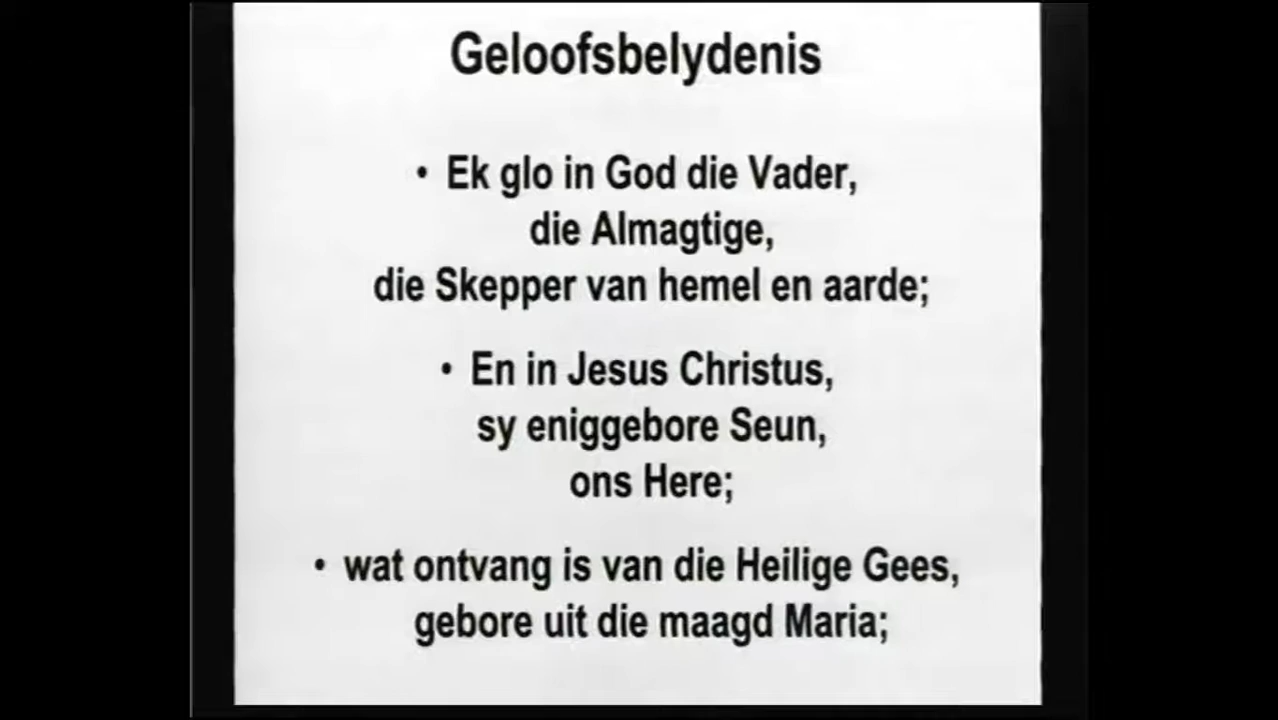 Geloofsbelydenis
• Ek glo in God die Vader,
die Almagtige,
die Skepper van hemel en aarde;
• En in Jesus Christus,
sy eniggebore Seun,
ons Here;
• wat ontvang is van die Heilige Gees,
gebore uit die maagd Maria;